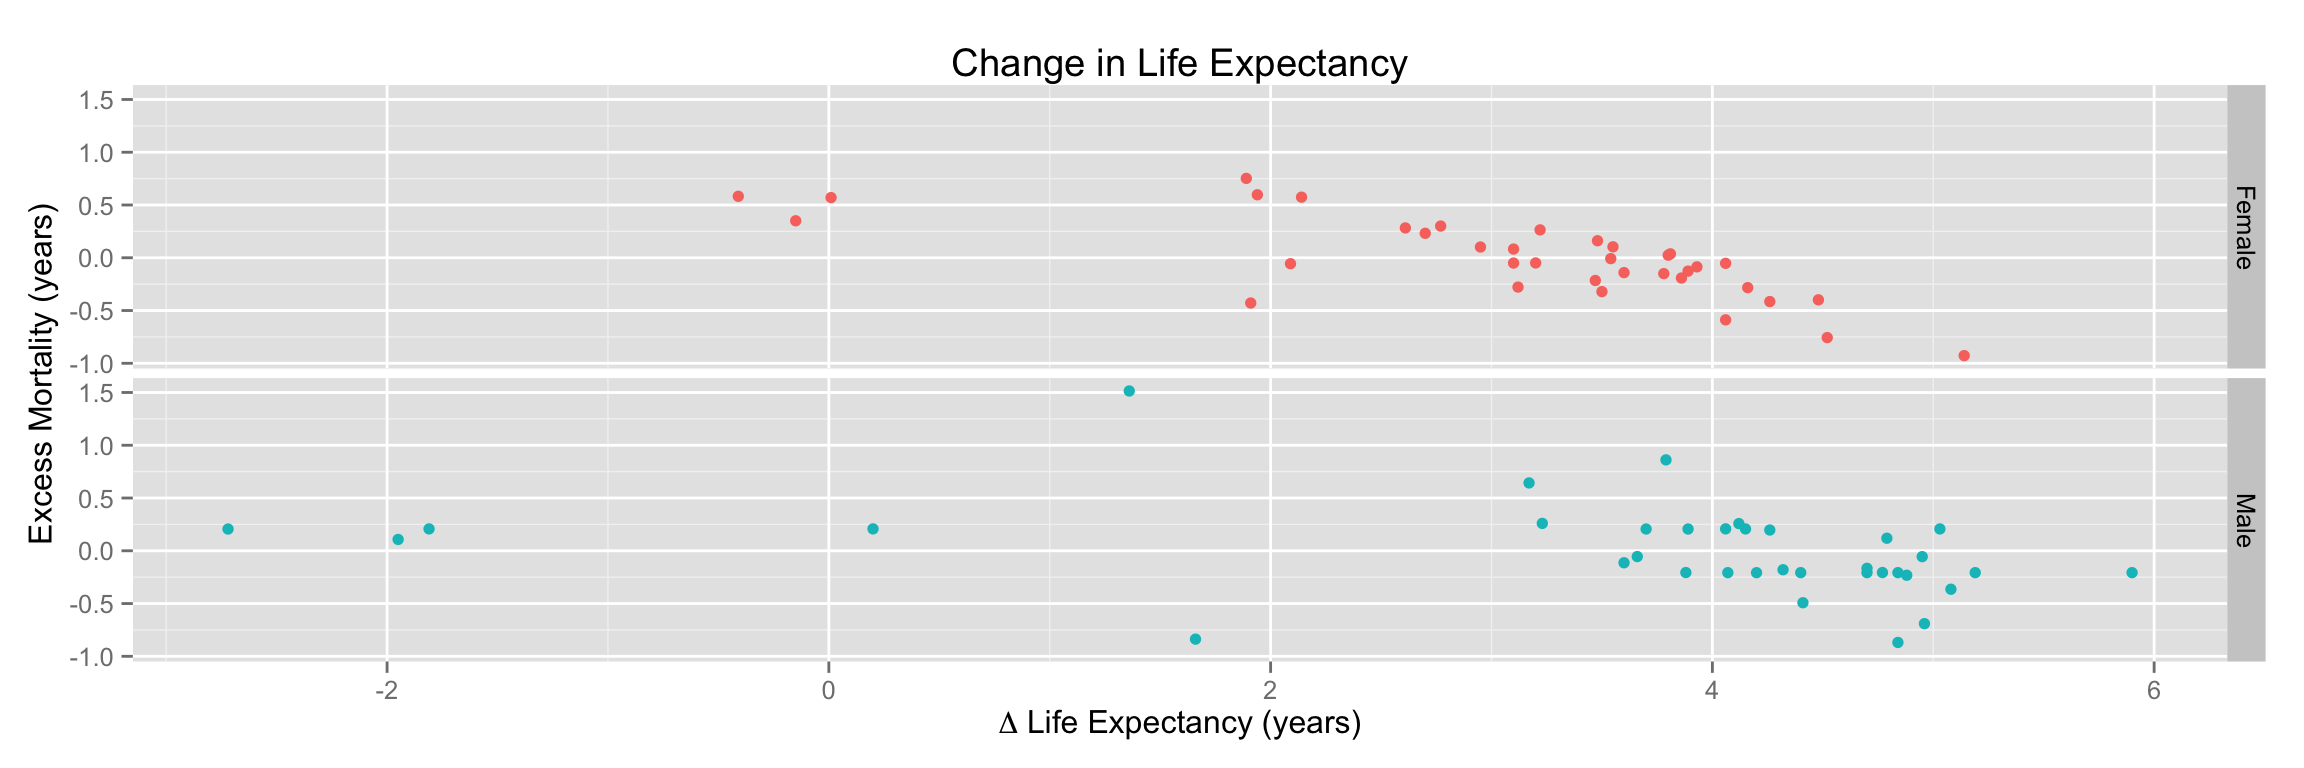 Change in Life Expectancy
Excess Mortality (years)
1.5
1.0
0.5
0.0
-0.5
-1.0
Female
1.5
1.0
0.5
0.0
-0.5
-1.0
Male
-2 0 2 4 6
Δ Life Expectancy (years)